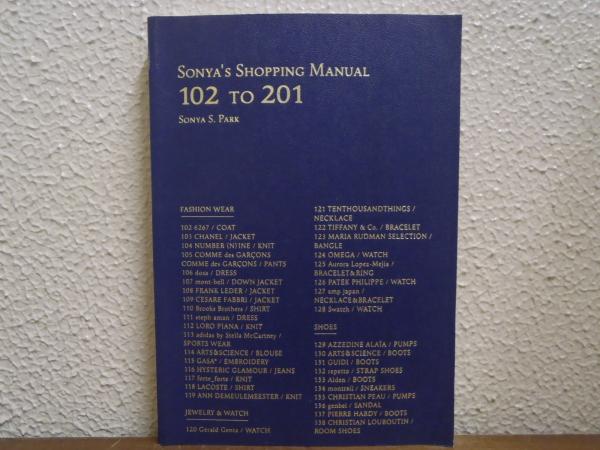 SONYA'S SHOPPING MANUAL
102 TO 201
SONYA S. PARK
FASHION WEAR
102 6267 / COAT
103 CHANEL / JACKET
104 NUMBER (N)INE / KNIT
105 COMME des GARÇONS
COMME des GARÇONS / PANTS
106 dosa / DRESS
107 mont-bell / DOWN JACKET
108 FRANK LEDER / JACKET
109 CESARE FABBRI / JACKET
110 Brooks Brothers / SHIRT
111 steph aman / DRESS
112 LORO PIANA / KNIT
113 adidas by Stella McCartney /
SPORTS WEAR
114 ARTS&SCIENCE / BLOUSE
115 GASA* / EMBROIDERY
116 HYSTERIC GLAMOUR / JEANS
117 forte_forte / KNIT
118 LACOSTE / SHIRT
119 ANN DEMEULEMEESTER / KNIT
JEWELRY & WATCH
120 Gerald Genta / WATCH
121 TENTHOUSANDTHINGS /
NECKLACE
122 TIFFANY & Co. / BRACELET
123 MARIA RUDMAN SELECTION /
BANGLE
124 OMEGA / WATCH
125 Aurora Lopez-Mejia /
BRACELET&RING
126 PATEK PHILIPPE / WATCH
127 amp japan /
NECKLACE&BRACELET
128 Swatch / WATCH
SHOES
129 AZZEDINE ALAÏA / PUMPS
130 ARTS&SCIENCE / BOOTS
131 GUIDI / BOOTS
132 repetto / STRAP SHOES
133 Alden / BOOTS
134 montrail / SNEAKERS
135 CHRISTIAN PEAU / PUMPS
136 genbei / SANDAL
137 PIERRE HARDY / BOOTS
138 CHRISTIAN LOUBOUTIN /
ROOM SHOES